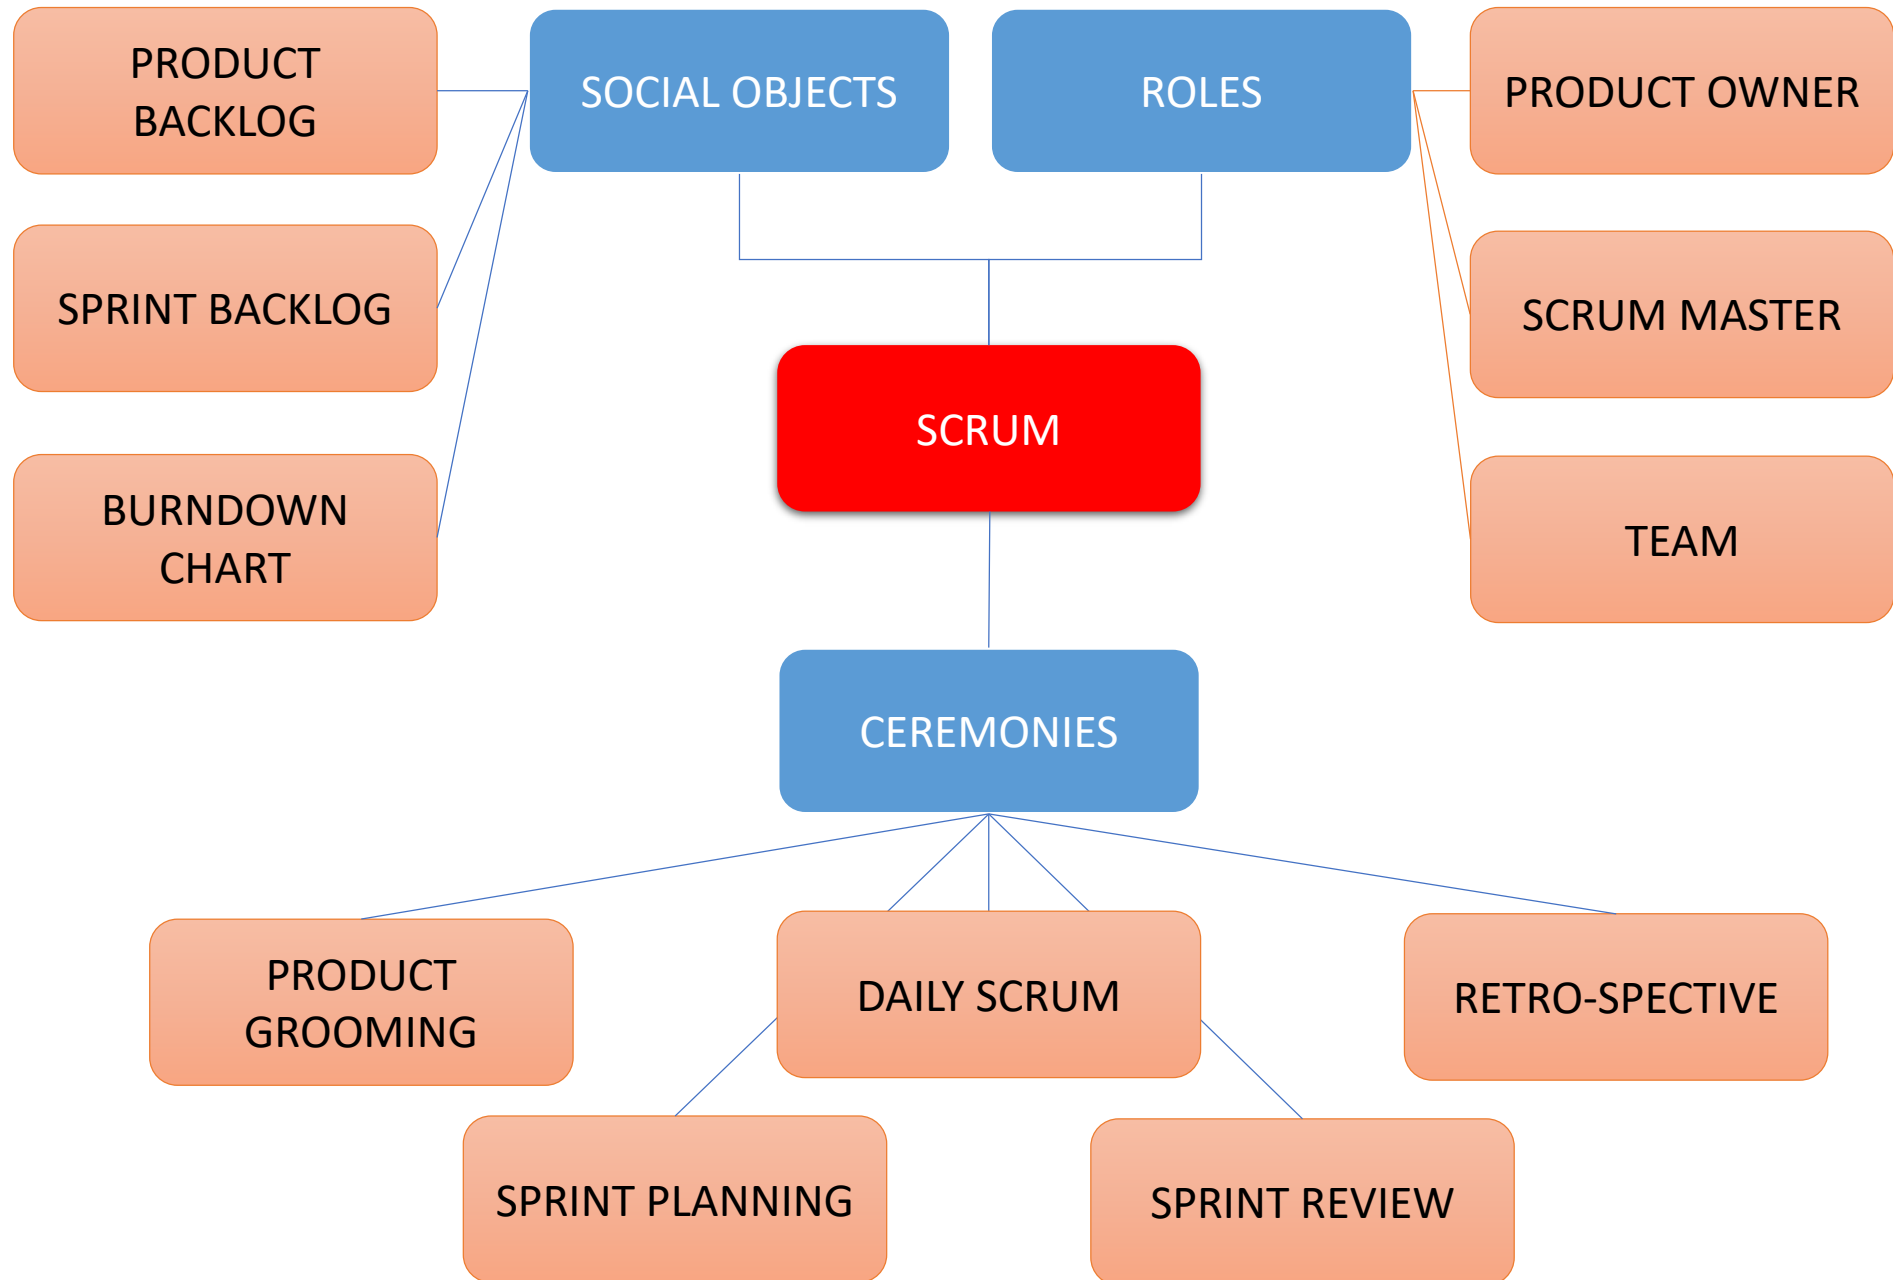 PRODUCT
BACKLOG
SOCIAL OBJECTS
ROLES
PRODUCT OWNER
SPRINT BACKLOG
SCRUM MASTER
SCRUM
BURNDOWN
CHART
TEAM
CEREMONIES
PRODUCT
GROOMING
DAILY SCRUM
RETRO-SPECTIVE
SPRINT PLANNING
SPRINT REVIEW